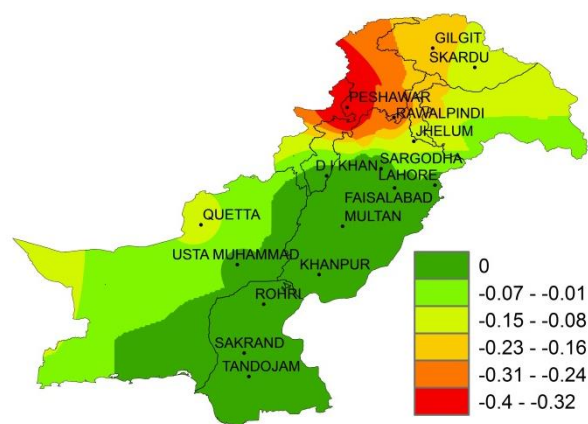 GILGIT
SKARDU
PESHAWAR
RAWALPINDI
JHELUM
SARGODHA
D I KHAN
LAHORE
FAISALABAD
MULTAN
QUETTA
USTA MUHAMMAD
KHANPUR
ROHRI
SAKRAND
TANDOJAM
0
-0.07 - -0.01
-0.15 - -0.08
-0.23 - -0.16
-0.31 - -0.24
-0.4 - -0.32